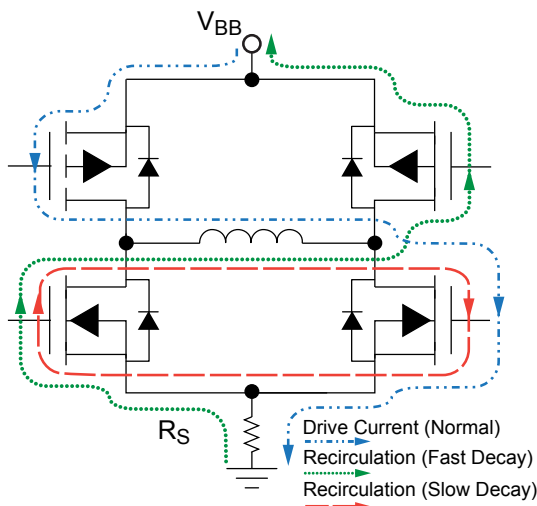 VBB
RS
Drive Current (Normal)
Recirculation (Fast Decay)
Recirculation (Slow Decay)